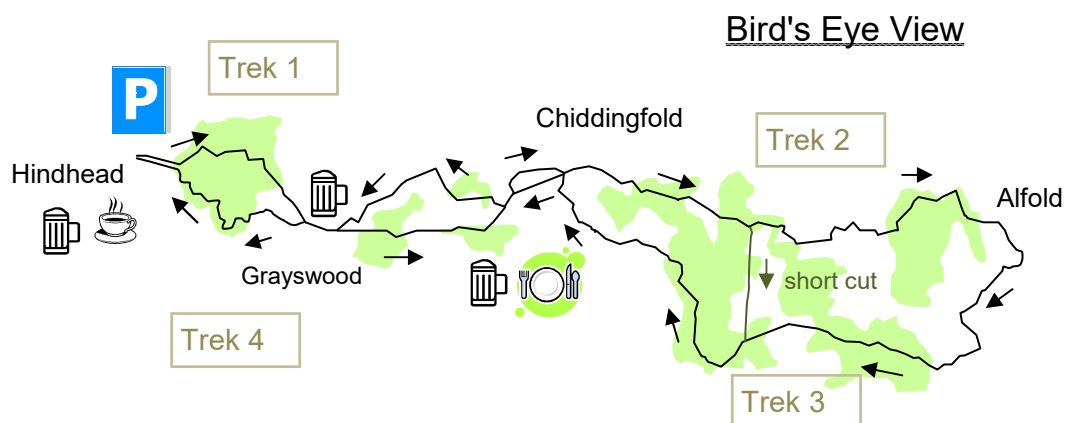 Bird's Eye View
Trek 1
P
Chiddingfold
Trek 2
Hindhead
Alfold
Grayswood
short cut
Trek 4
Trek 3